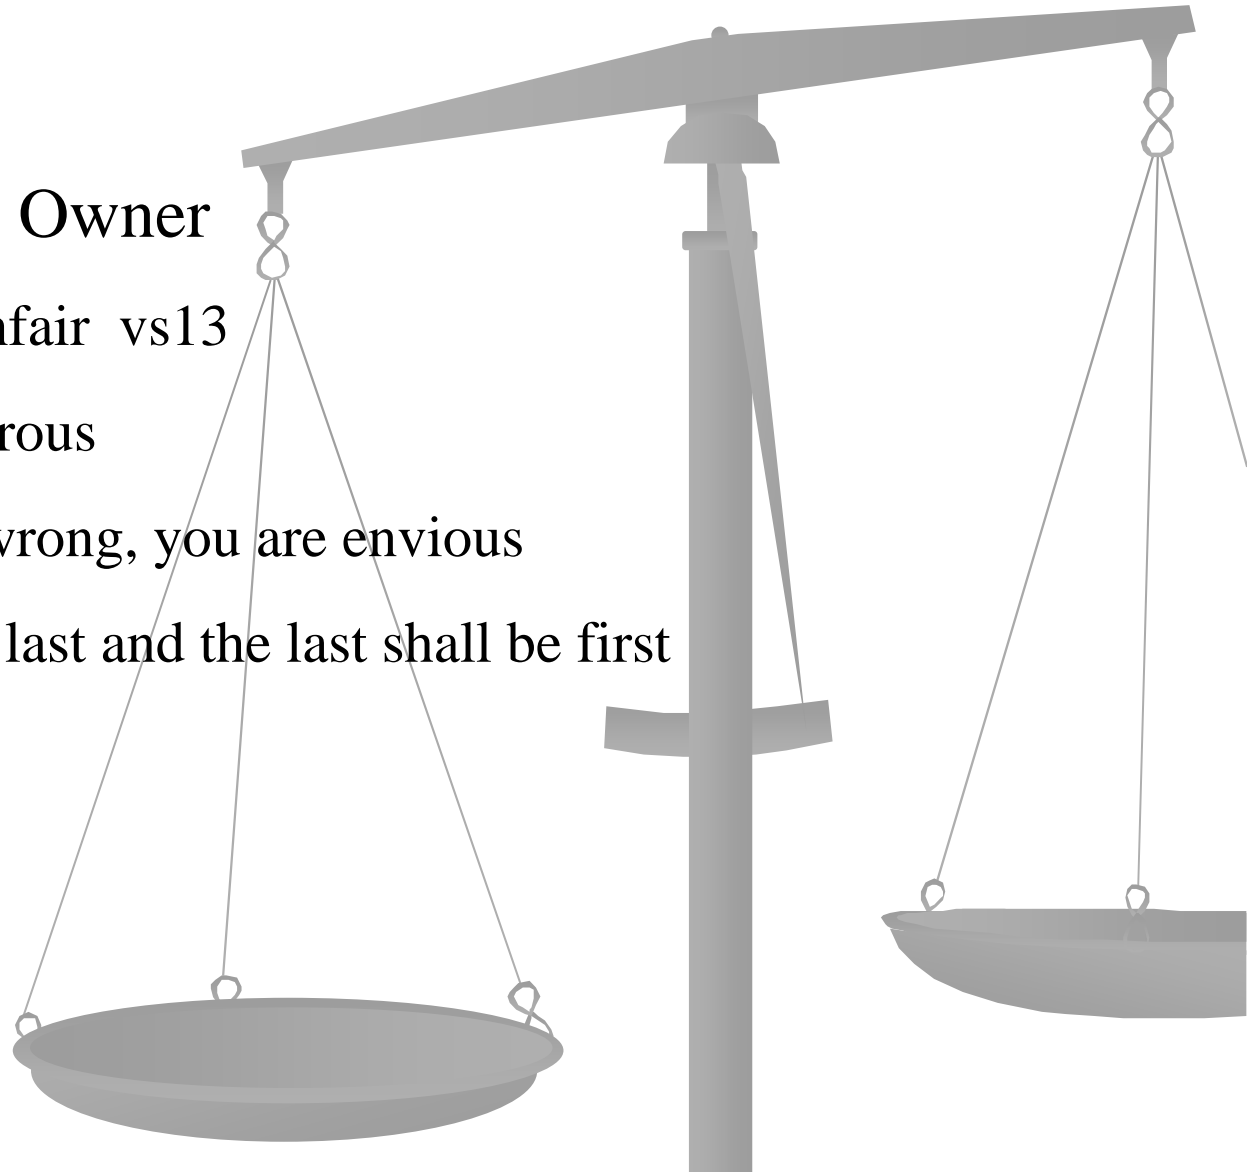 Owner
nfair vs13
rous
wrong, you are envious
last and the last shall be first